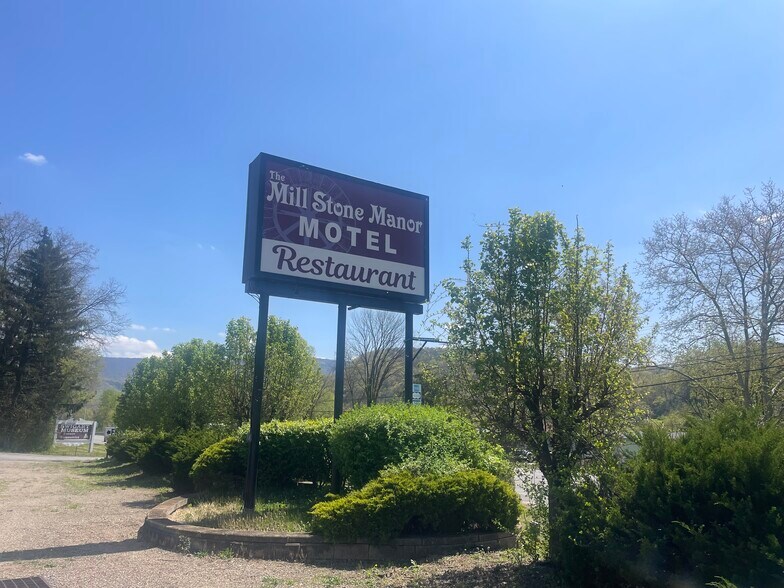 The
Mill Stone Manor
MOTEL
Restaurant